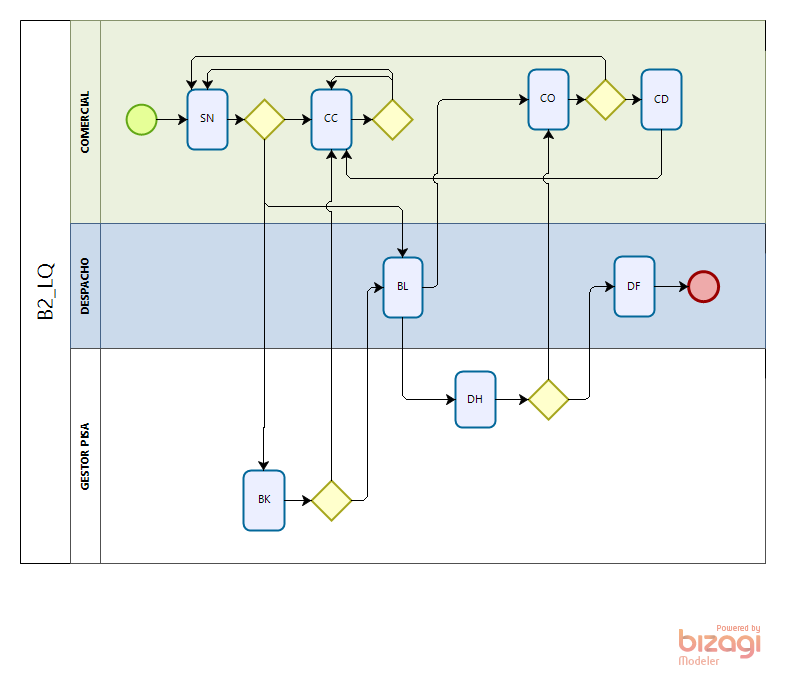 B2_LQ
COMERCIAL
SN
CC
CO
CD
DESPACHO
BL
DF
GESTOR PISA
DH
BK
Powered by
bizagi
Modeler